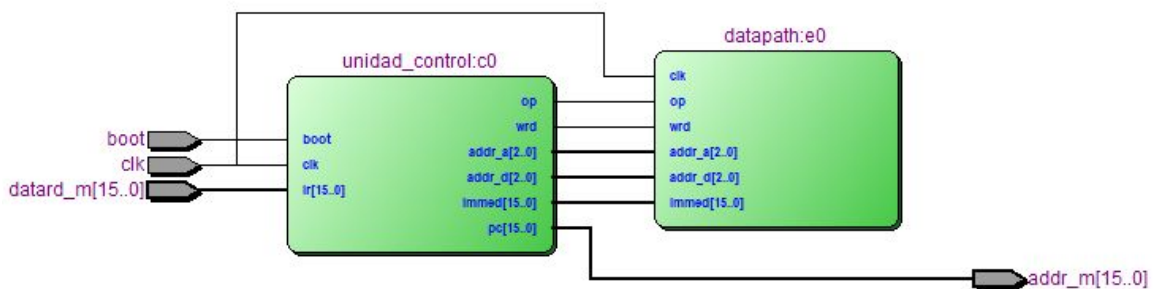 datapath:e0
unidad_control:c0
boot
clk
datard_m[15..0]
boot
clk
ir[15..0]
op
wrd
addr_a[2..0]
addr_d[2..0]
immed[15..0]
pc[15..0]
clk
op
wrd
addr_a[2..0]
addr_d[2..0]
immed[15..0]
addr_m[15..0]